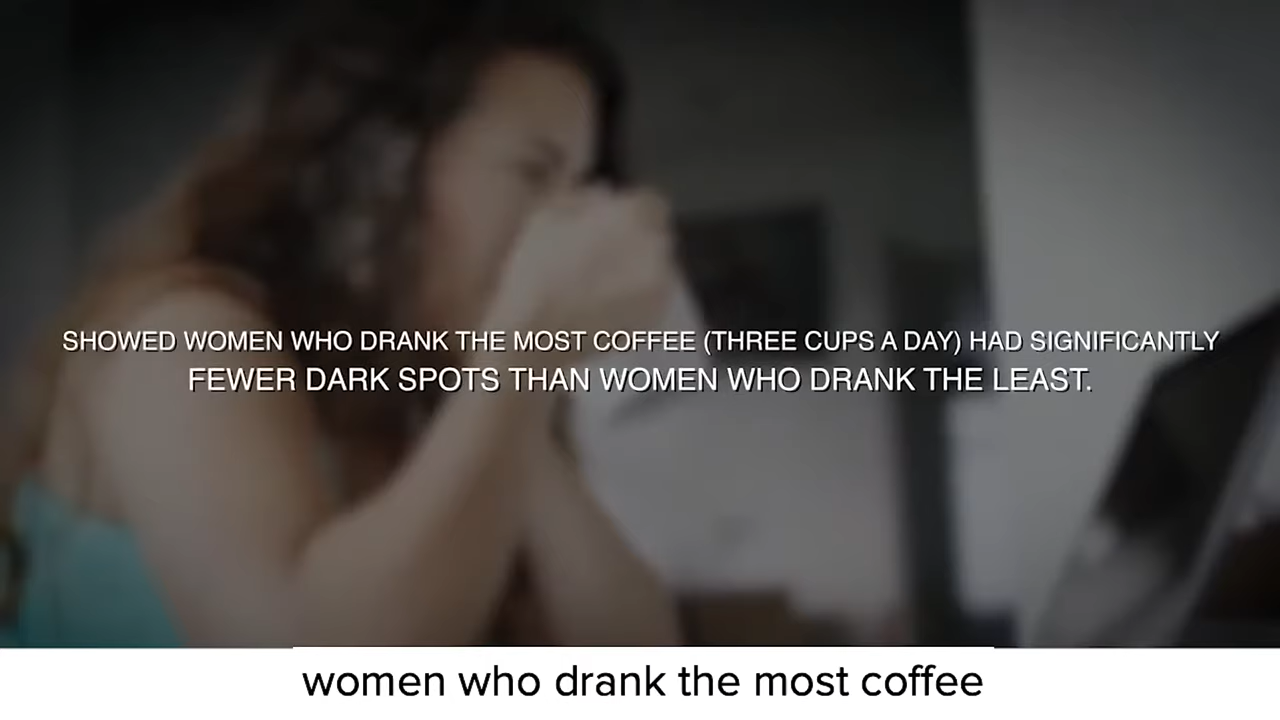 SHOWED WOMEN WHO DRANK THE MOST COFFEE (THREE CUPS A DAY) HAD SIGNIFICANTLY
FEWER DARK SPOTS THAN WOMEN WHO DRANK THE LEAST.
women who drank the most coffee